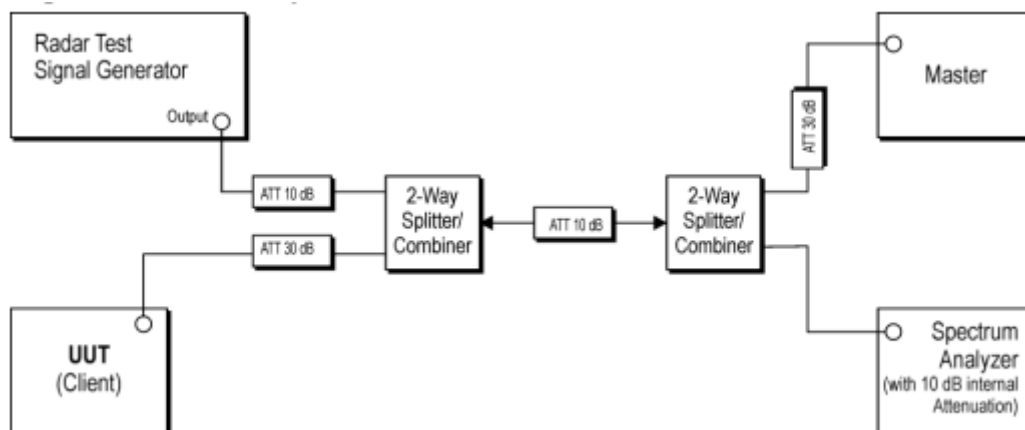 Radar Test
Signal Generator
Output
Master
ATT 30 dB
ATT 10 dB
2-Way
Splitter/
Combiner
ATT 10 dB
2-Way
Splitter/
Combiner
ATT 30 dB
UUT
(Client)
Spectrum
Analyzer
(with 10 dB internal
Attenuation)